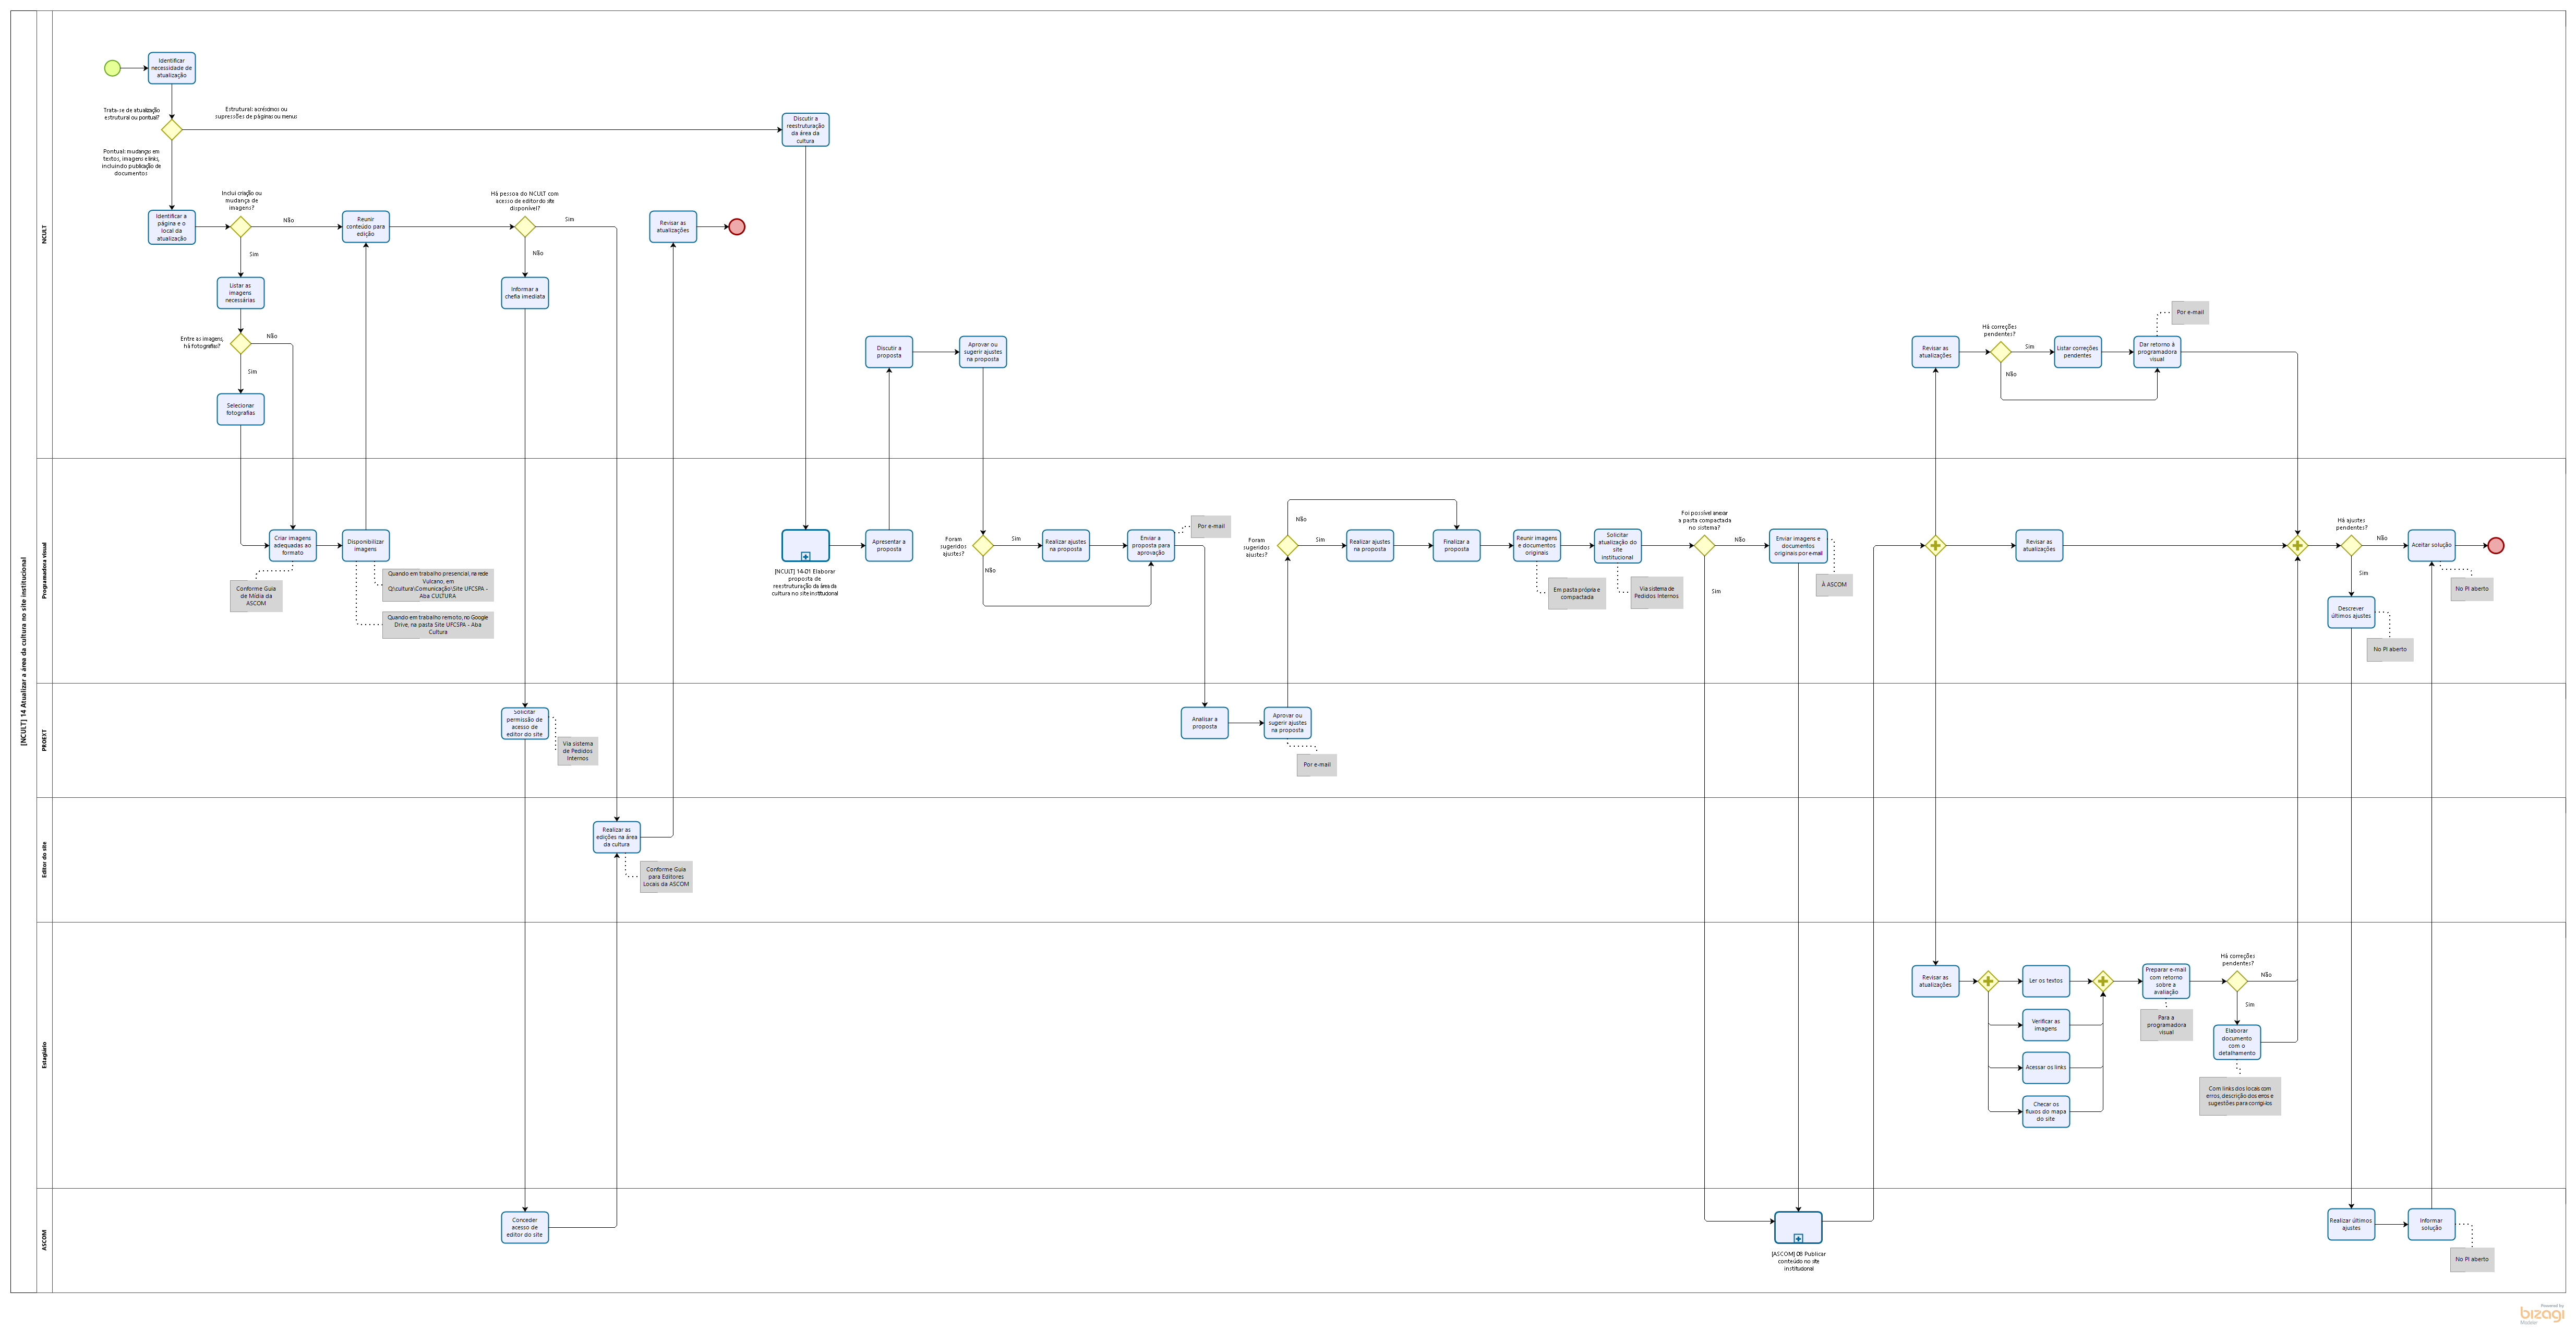 [NCULT] 14 Atualizar a área da cultura no site institucional
NCULT
Identificar
necessidade de
atualização
Trata-se de atualização
estrutural ou pontual?
Estrutural: acréscimos ou
supressões de páginas ou menus
Pontual: mudanças em
textos, imagens e links,
incluindo publicação de
documentos
Discutir a
reestruturação
da área da
cultura
Identificar a
página e o
local da
atualização
Inclui criação ou
mudança de
imagens?
Não
Sim
Reunir
conteúdo para
edição
Há pessoa do NCULT com
acesso de editor do site
disponível?
Sim
Não
Revisar as
atualizações
Listar as
imagens
necessárias
Informar a
chefia imediata
Entre as imagens,
há fotografias?
Não
Sim
Selecionar
fotografias
Discutir a
proposta
Aprovar ou
sugerir ajustes
na proposta
Revisar as
atualizações
Há correções
pendentes?
Sim
Não
Listar correções
pendentes
Dar retorno à
programadora
visual
Por e-mail
Programadora visual
Criar imagens
adequadas ao
formato
Conforme Guia
de Mídia da
ASCOM
Disponibilizar
imagens
Quando em trabalho presencial, na rede
Vulcano, em
Q:\cultura\Comunicação\Site UFCSPA -
Aba CULTURA
Quando em trabalho remoto, no Google
Drive, na pasta Site UFCSPA - Aba
Cultura
[NCULT] 14-01 Elaborar
proposta de
reestruturação da área da
cultura no site institucional
Apresentar a
proposta
Foram
sugeridos
ajustes?
Sim
Não
Realizar ajustes
na proposta
Enviar a
proposta para
aprovação
Por e-mail
Foram
sugeridos
ajustes?
Não
Sim
Realizar ajustes
na proposta
Finalizar a
proposta
Reunir imagens
e documentos
originais
Em pasta própria e
compactada
Solicitar
atualização do
site
institucional
Via sistema de
Pedidos Internos
Foi possível anexar
a pasta compactada
no sistema?
Não
Sim
Enviar imagens e
documentos
originais por e-mail
À ASCOM
Revisar as
atualizações
Há ajustes
pendentes?
Não
Sim
Aceitar solução
No PI aberto
Descrever
últimos ajustes
No PI aberto
PROEXT
Solicitar
permissão de
acesso de
editor do site
Via sistema
de Pedidos
Internos
Analisar a
proposta
Aprovar ou
sugerir ajustes
na proposta
Por e-mail
Editor do site
Realizar as
edições na área
da cultura
Conforme Guia
para Editores
Locais da ASCOM
Estagiário
Revisar as
atualizações
Ler os textos
Verificar as
imagens
Acessar os links
Checar os
fluxos do mapa
do site
Preparar e-mail
com retorno
sobre a
avaliação
Para a
programadora
visual
Há correções
pendentes?
Não
Sim
Elaborar
documento
com o
detalhamento
Com links dos locais com
erros, descrição dos erros e
sugestões para corrigi-los
ASCOM
Conceder
acesso de
editor do site
[ASCOM] 08 Publicar
conteúdo no site
institucional
Realizar últimos
ajustes
Informar
solução
No PI aberto
Powered by
bizagi
Modeler